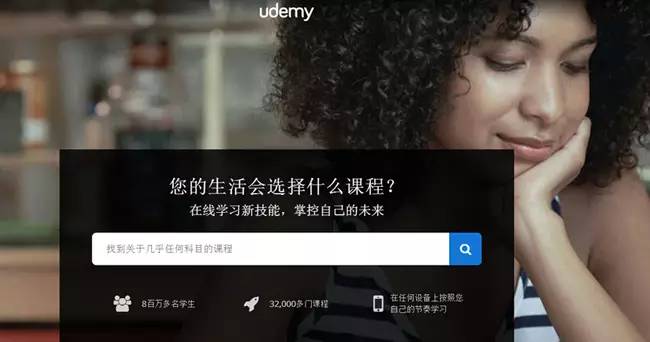 udemy
您的生活会选择什么课程？
在线学习新技能，掌控自己的未来
找到关于几乎任何科目的课程
8百万多名学生
32,000多门课程
在任何设备上按照您
自己的节奏学习